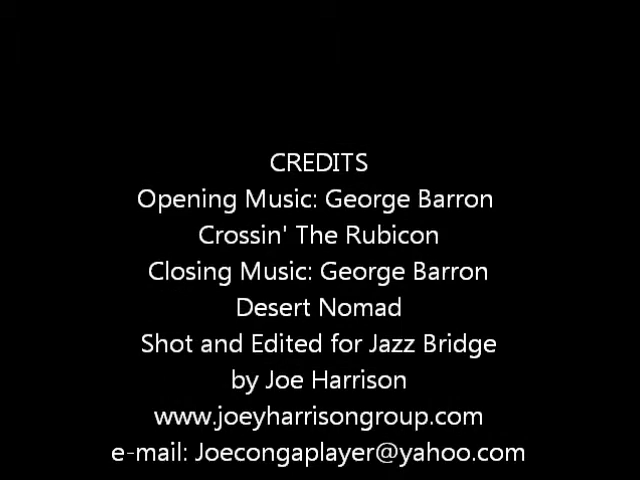 CREDITS
Opening Music: George Barron
Crossin' The Rubicon
Closing Music: George Barron
Desert Nomad
Shot and Edited for Jazz Bridge
by Joe Harrison
www.joeyharrisongroup.com
e-mail: Joecongaplayer@yahoo.com